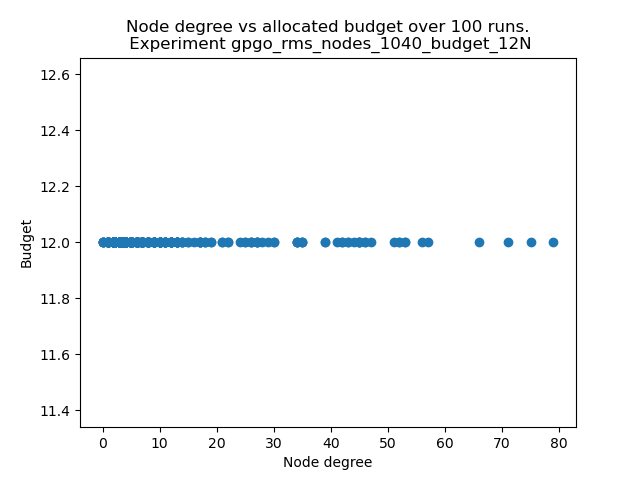 Node degree vs allocated budget over 100 runs.
Experiment gpgo_rms_nodes_1040_budget_12N
12.6
12.4
12.2
12.0
11.8
11.6
11.4
Budget
0 10 20 30 40 50 60 70 80
Node degree